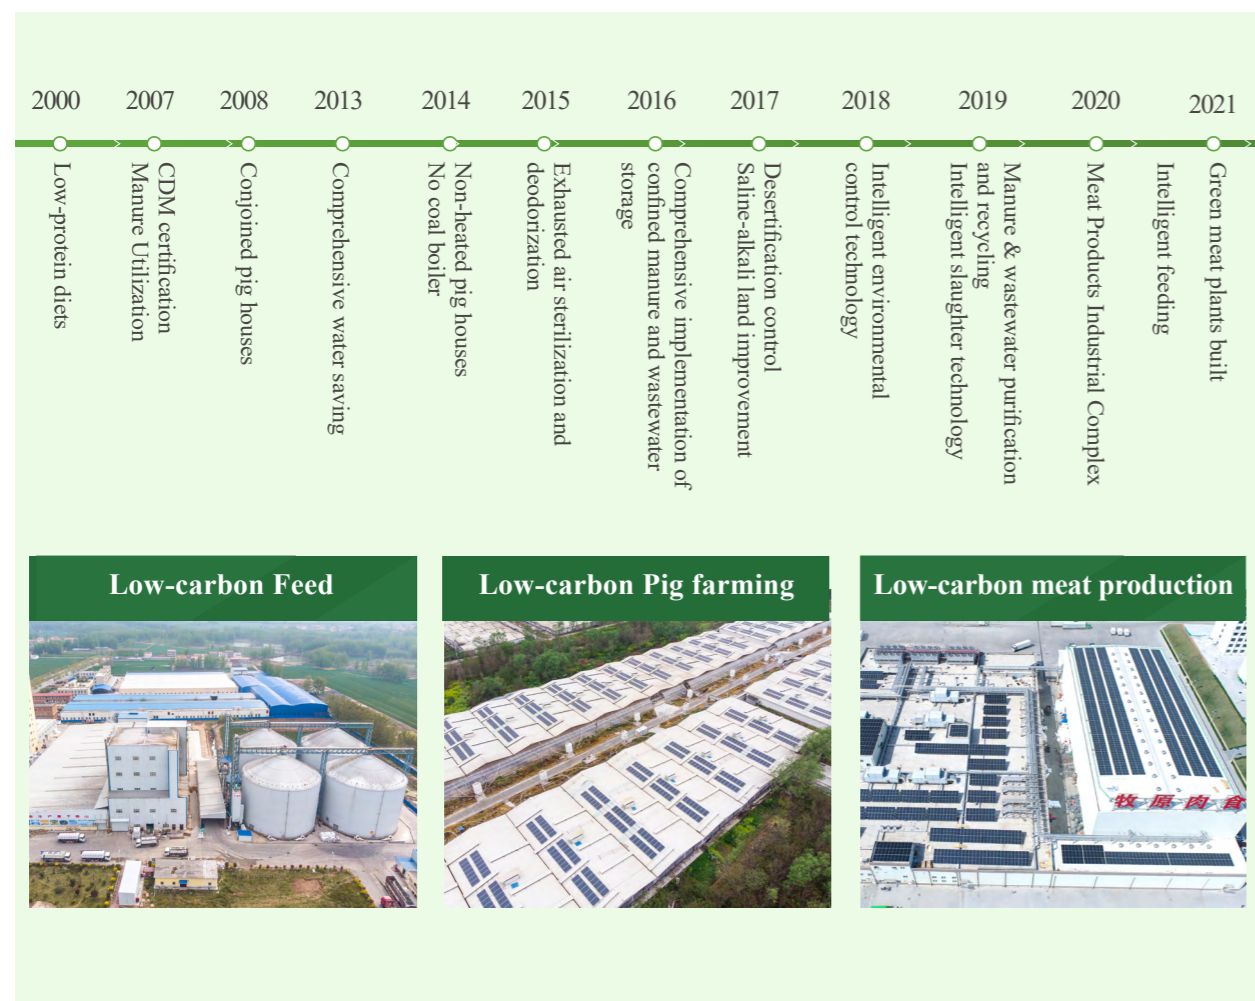 2000
2007
2008
2013
2014
2015
2016
2017
2018
2019
2020
2021
Low-protein diets
CDM certification
Manure Utilization
Conjoined pig houses
Comprehensive water saving
Non-heated pig houses
No coal boiler
Exhausted air sterilization and
deodorization
Comprehensive implementation of
confined manure and wastewater
storage
Desertification control
Saline-alkali land improvement
Intelligent environmental
control technology
Manure & wastewater purification
and recycling
Intelligent slaughter technology
Meat Products Industrial Complex
Intelligent feeding
Green meat plants built
Low-carbon Feed
Low-carbon Pig farming
Low-carbon meat production
牧原肉食